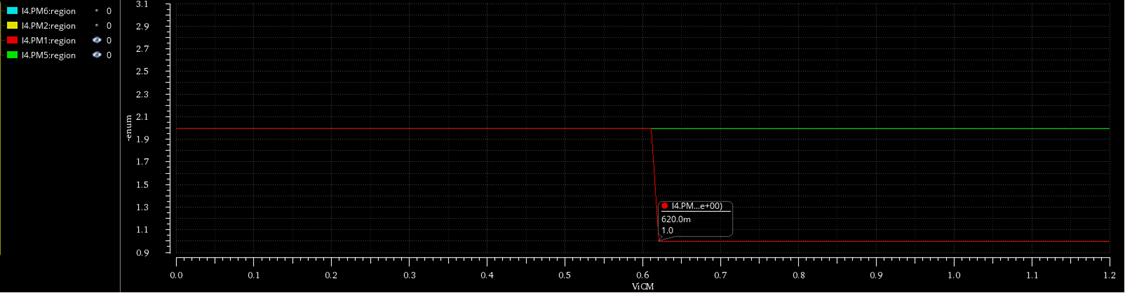 I4.PM6:region 0
I4.PM2:region 0
I4.PM1:region 0
I4.PM5:region 0
3.1
2.9
2.7
2.5
2.3
2.1
1.9
1.7
1.5
1.3
1.1
0.9
-enum
I4.PM...e+00)
620.0m
1.0
0.0 0.1 0.2 0.3 0.4 0.5 0.6 0.7 0.8 0.9 1.0 1.1 1.2
ViCM